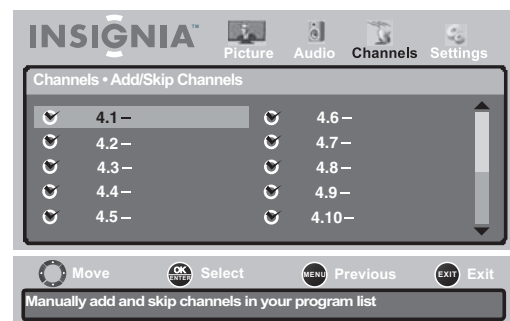 INSIGNIA™
Picture Audio Channels Settings
Channels • Add/Skip Channels
4.1 – 4.6 –
4.2 – 4.7 –
4.3 – 4.8 –
4.4 – 4.9 –
4.5 – 4.10 –
Move OK ENTER Select MENU Previous EXIT Exit
Manually add and skip channels in your program list